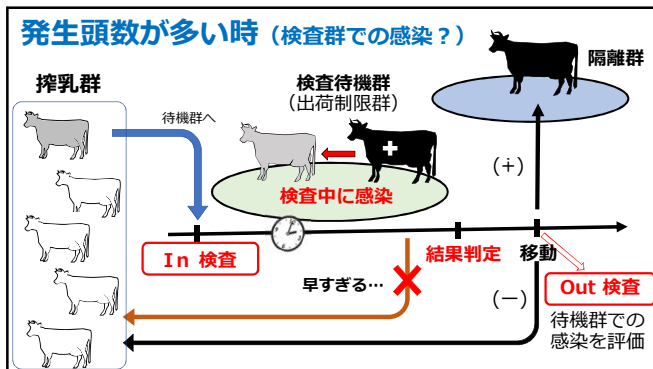 発生頭数が多い時（検査群での感染？）
隔離群
搾乳群
検査待機群
（出荷制限群）
待機群へ
検査中に感染
(＋)
In 検査
結果判定
移動
早すぎる…
(－)
Out 検査
待機群での
感染を評価